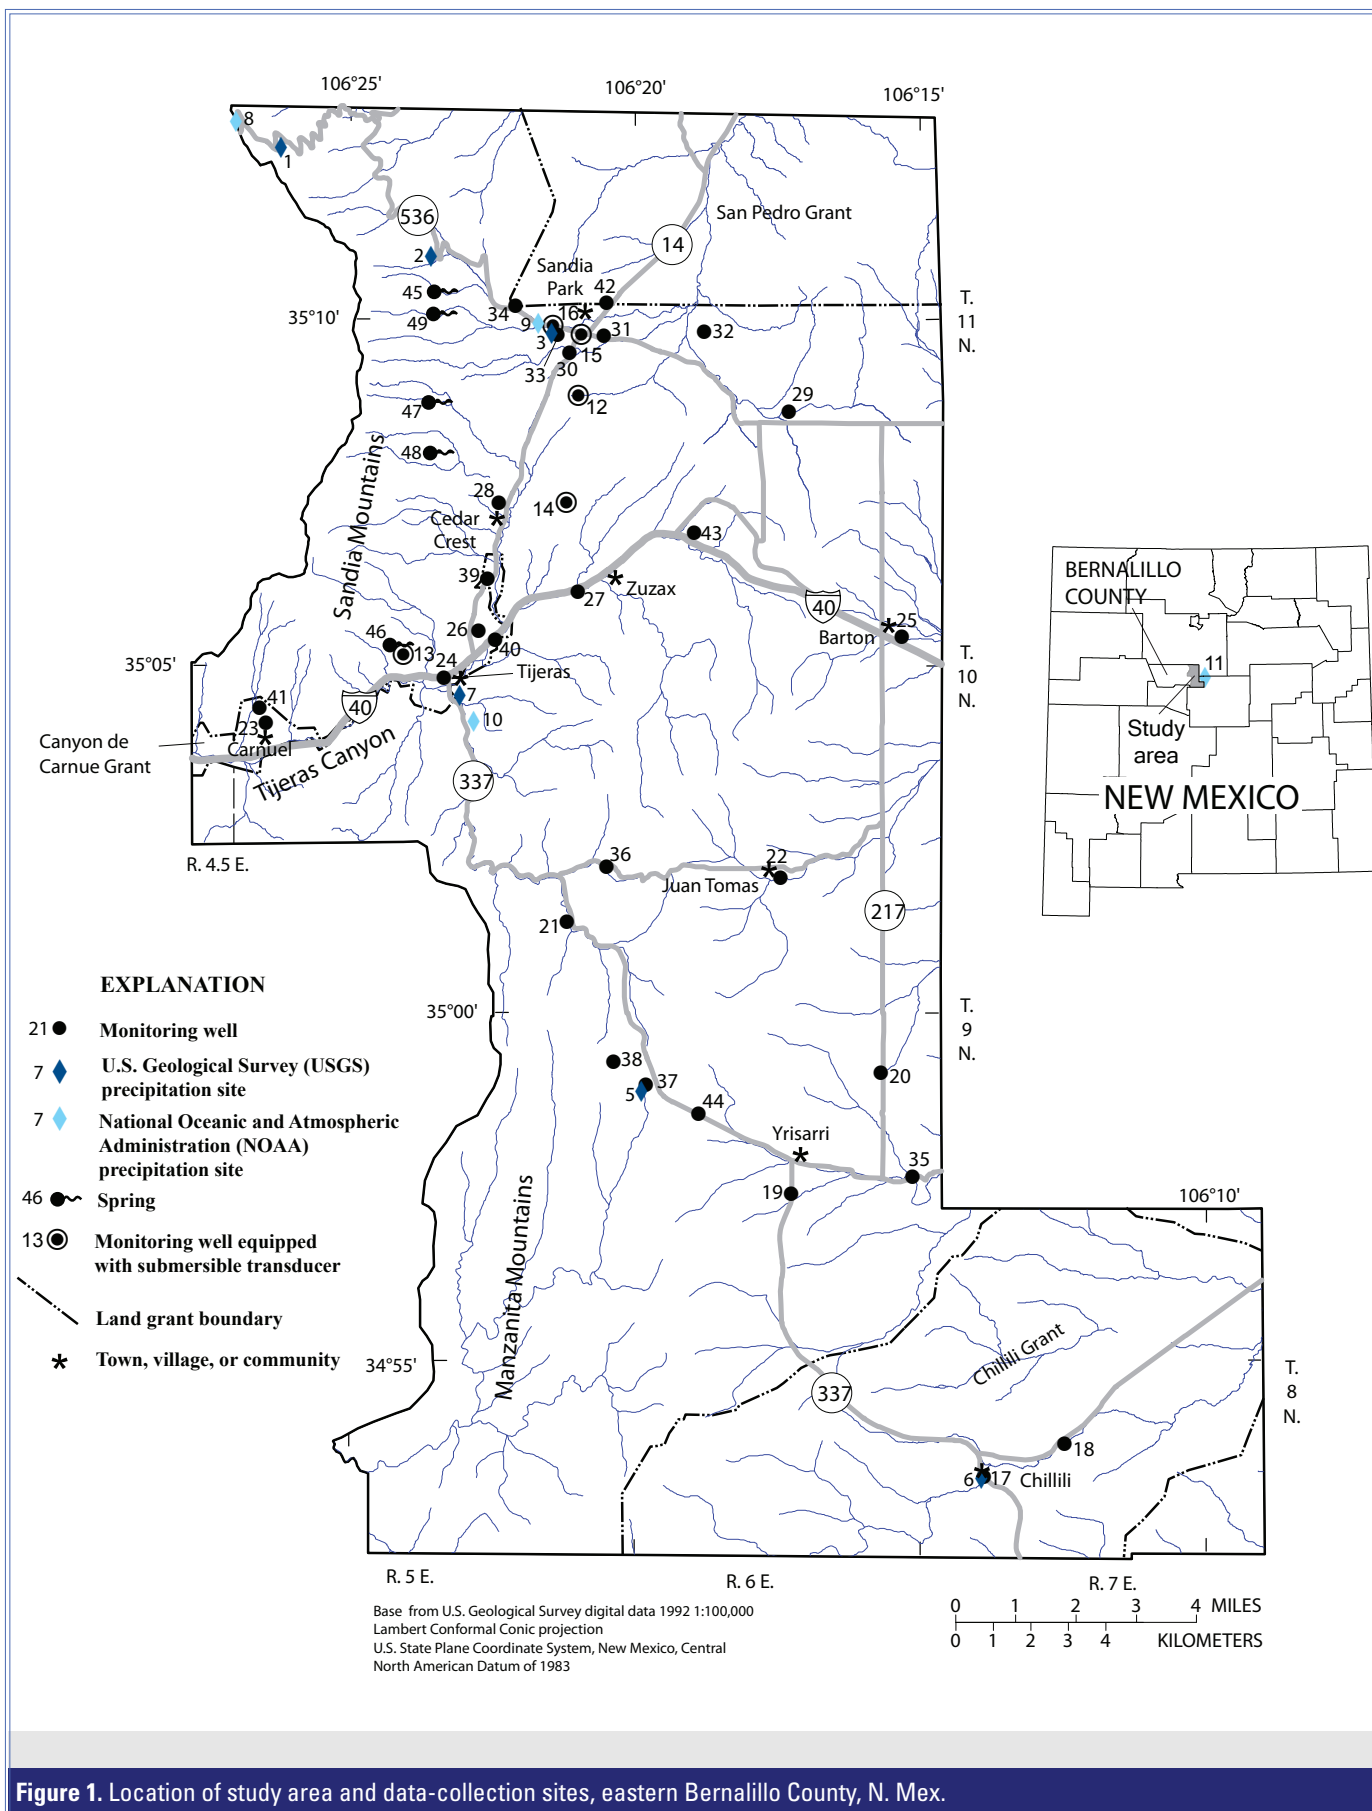 106°25'
106°20'
106°15'
8
1
536
San Pedro Grant
14
2
Sandia
Park
45
42
34
16
49
9
35°10'
T.
11
N.
3
31
32
15
33
30
47
12
29
48
Sandia Mountains
28
14
Cedar
Crest
43
39
Zuzax
27
40
25
Barton
26
46
13
40
24
Tijeras
35°05'
T.
10
N.
7
41
40
23
10
Carnuel
Canyon de
Carnue Grant
Tijeras Canyon
337
R. 4.5 E.
36
22
Juan Tomas
217
21
BERNALILLO
COUNTY
11
Study
area
NEW MEXICO
EXPLANATION
21 Monitoring well
7 U.S. Geological Survey (USGS)
precipitation site
7 National Oceanic and Atmospheric
Administration (NOAA)
precipitation site
46 Spring
13 Monitoring well equipped
with submersible transducer
Land grant boundary
Town, village, or community
35°00'
T.
9
N.
38
37
5
20
44
Yrisarri
35
19
106°10'
Manzanita Mountains
34°55'
Chillili Grant
337
T.
8
N.
18
6
17
Chillili
R. 5 E.
R. 6 E.
R. 7 E.
Base from U.S. Geological Survey digital data 1992 1:100,000
Lambert Conformal Conic projection
U.S. State Plane Coordinate System, New Mexico, Central
North American Datum of 1983
0 1 2 3 4 MILES
0 1 2 3 4 KILOMETERS
Figure 1. Location of study area and data-collection sites, eastern Bernalillo County, N. Mex.